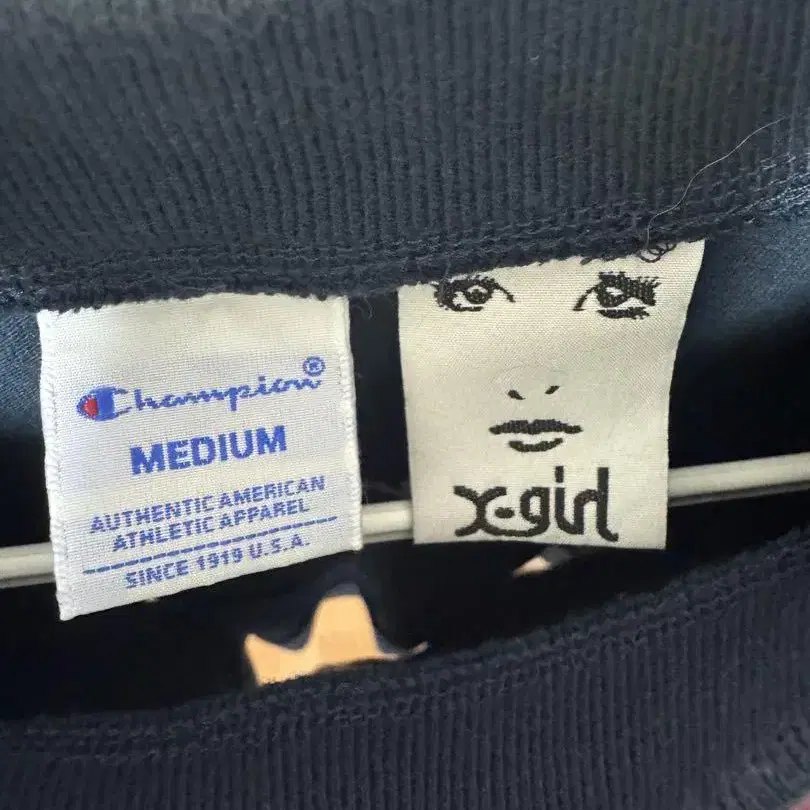 Champion®
MEDIUM
AUTHENTIC AMERICAN
ATHLETIC APPAREL
SINCE 1919 U.S.A.
x-girl